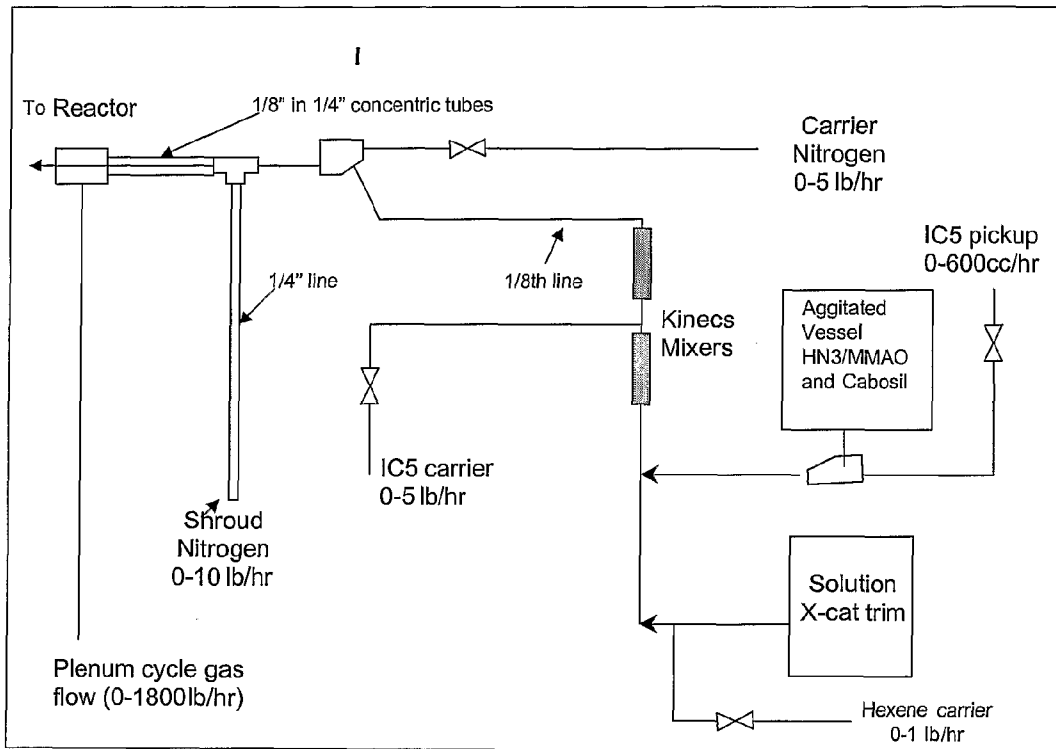 I
To Reactor
1/8" in 1/4" concentric tubes
Carrier
Nitrogen
0-5 lb/hr
IC5 pickup
0-600cc/hr
1/4" line
1/8th line
Kinecs
Mixers
Aggitated
Vessel
HN3/MMAO
and Cabosil
IC5 carrier
0-5 lb/hr
Shroud
Nitrogen
0-10 lb/hr
Solution
X-cat trim
Plenum cycle gas
flow (0-1800lb/hr)
Hexene carrier
0-1 lb/hr